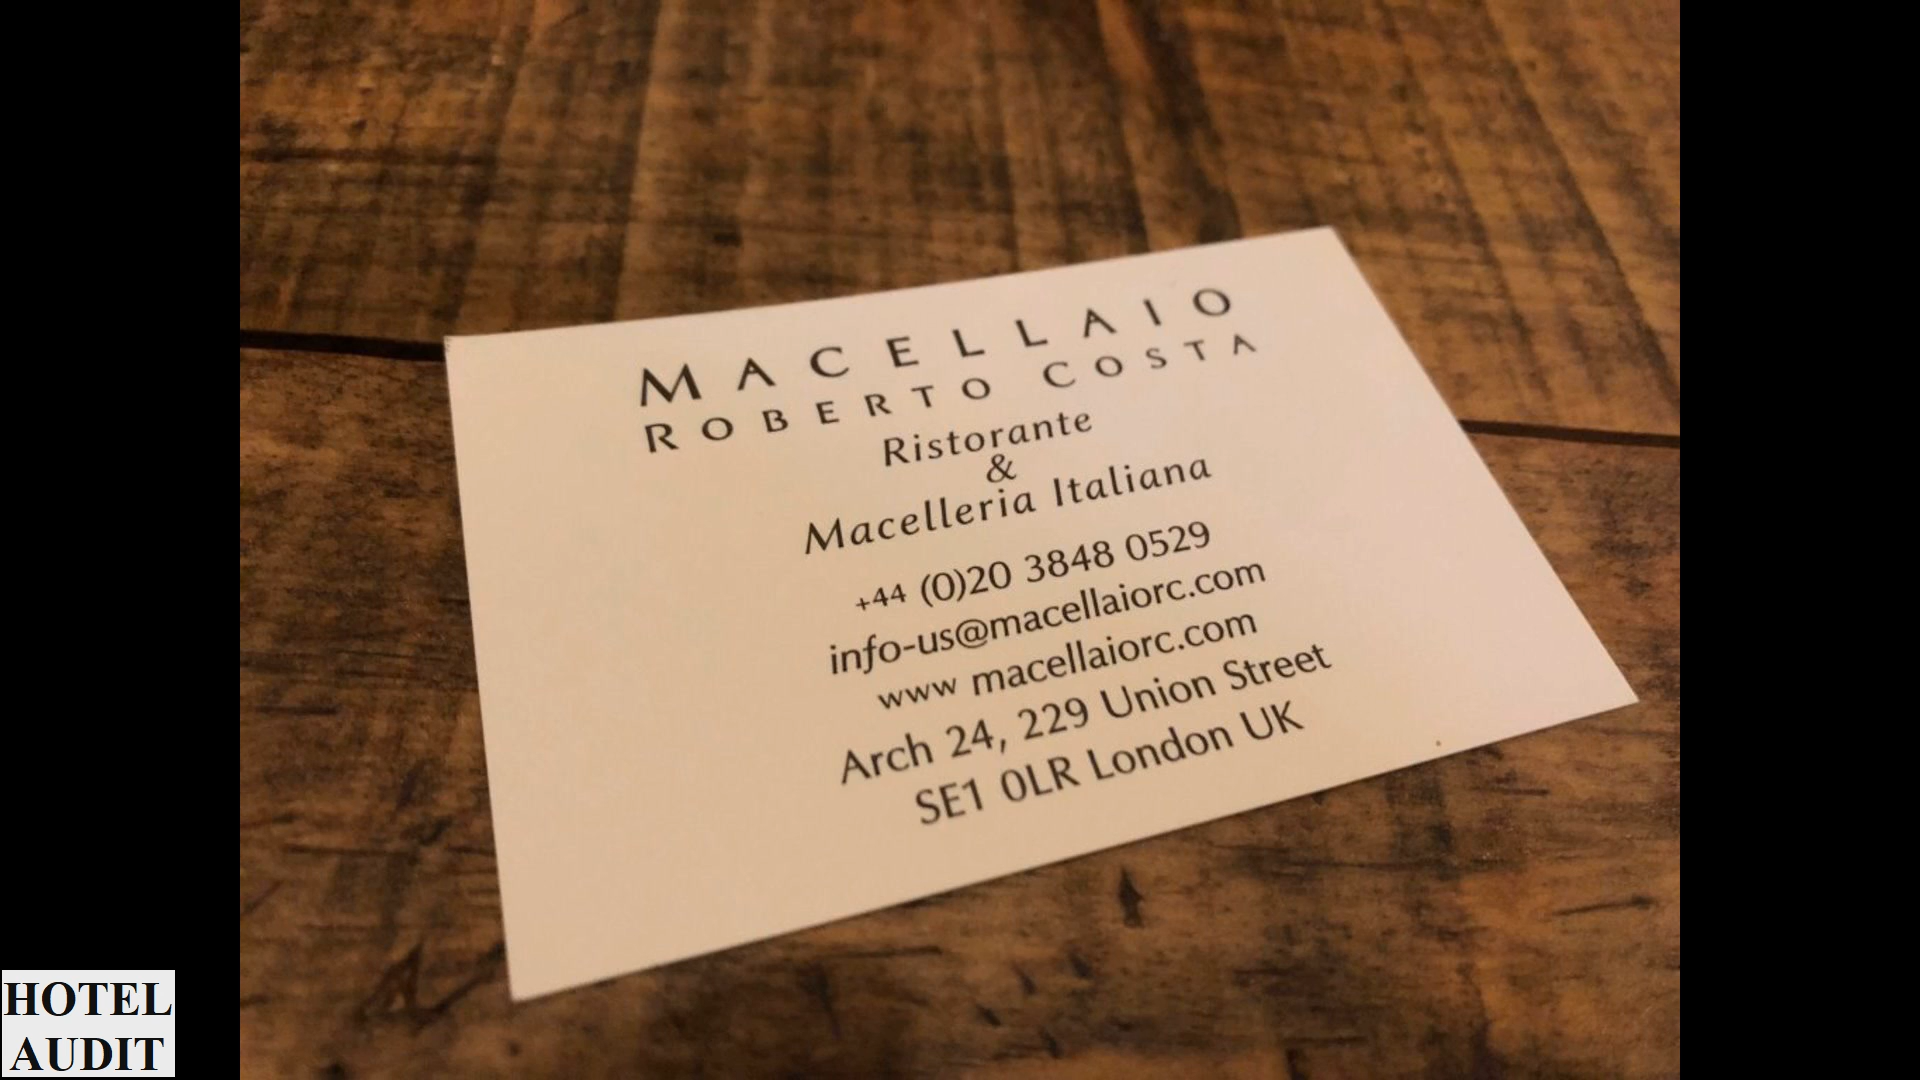 MACELLAIO
ROBERTO COSTA
Ristorante
&
Macelleria Italiana
+44 (0)20 3848 0529
info-us@macellaiorc.com
www macellaiorc.com
Arch 24, 229 Union Street
SE1 0LR London UK
HOTEL
AUDIT